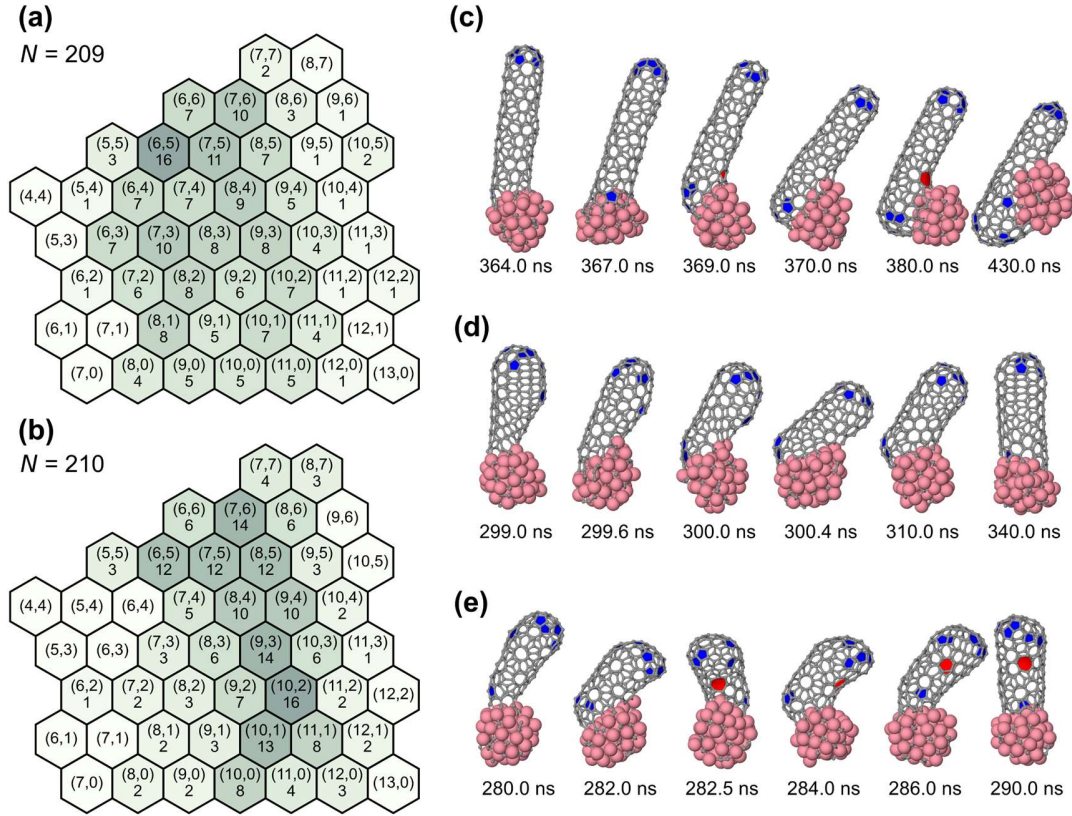 (a)
N = 209
(7,7) (8,7)
2
(6,6) (7,6) (8,6) (9,6)
7 10 3 1
(5,5) (6,5) (7,5) (8,5) (9,5) (10,5)
3 16 11 7 1 2
(4,4) (5,4) (6,4) (7,4) (8,4) (9,4) (10,4)
1 7 7 9 5 1
(5,3) (6,3) (7,3) (8,3) (9,3) (10,3) (11,3)
7 10 8 8 4 1
(6,2) (7,2) (8,2) (9,2) (10,2) (11,2) (12,2)
1 6 8 6 7 1 1
(6,1) (7,1) (8,1) (9,1) (10,1) (11,1) (12,1)
8 5 7 4
(7,0) (8,0) (9,0) (10,0) (11,0) (12,0) (13,0)
4 5 5 5 1
(b)
N = 210
(7,7) (8,7)
4 3
(6,6) (7,6) (8,6) (9,6)
6 14 6
(5,5) (6,5) (7,5) (8,5) (9,5) (10,5)
3 12 12 12 3
(4,4) (5,4) (6,4) (7,4) (8,4) (9,4) (10,4)
5 10 10 2
(5,3) (6,3) (7,3) (8,3) (9,3) (10,3) (11,3)
3 6 14 6 1
(6,2) (7,2) (8,2) (9,2) (10,2) (11,2) (12,2)
1 2 3 7 16 2
(6,1) (7,1) (8,1) (9,1) (10,1) (11,1) (12,1)
2 3 13 8 2
(7,0) (8,0) (9,0) (10,0) (11,0) (12,0) (13,0)
2 2 8 4 3
(c)
364.0 ns 367.0 ns 369.0 ns 370.0 ns 380.0 ns 430.0 ns
(d)
299.0 ns 299.6 ns 300.0 ns 300.4 ns 310.0 ns 340.0 ns
(e)
280.0 ns 282.0 ns 282.5 ns 284.0 ns 286.0 ns 290.0 ns